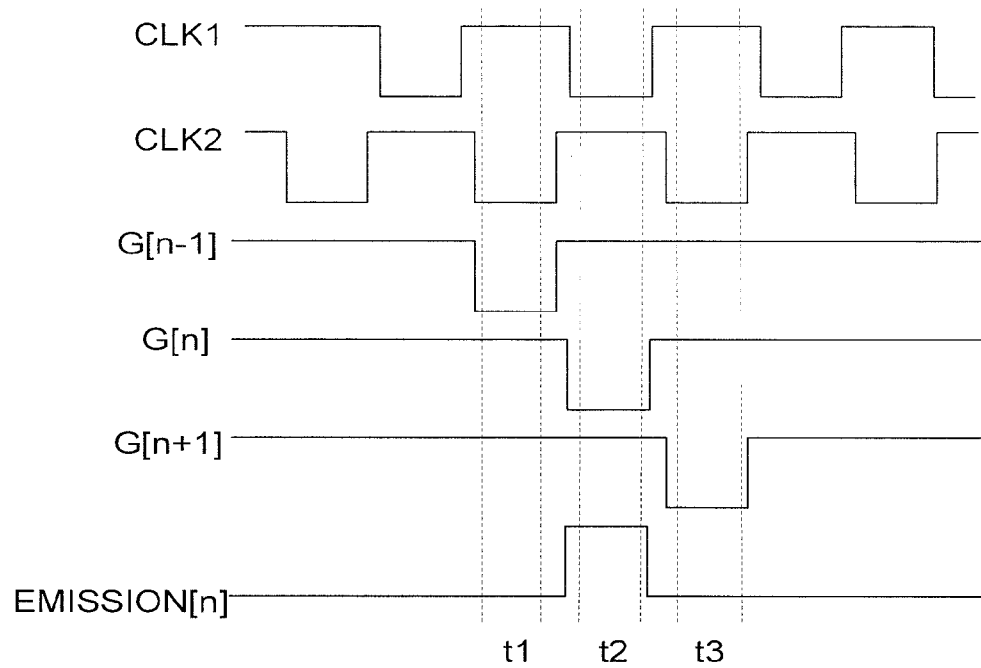 CLK1
CLK2
G[n-1]
G[n]
G[n+1]
EMISSION[n]
t1 t2 t3